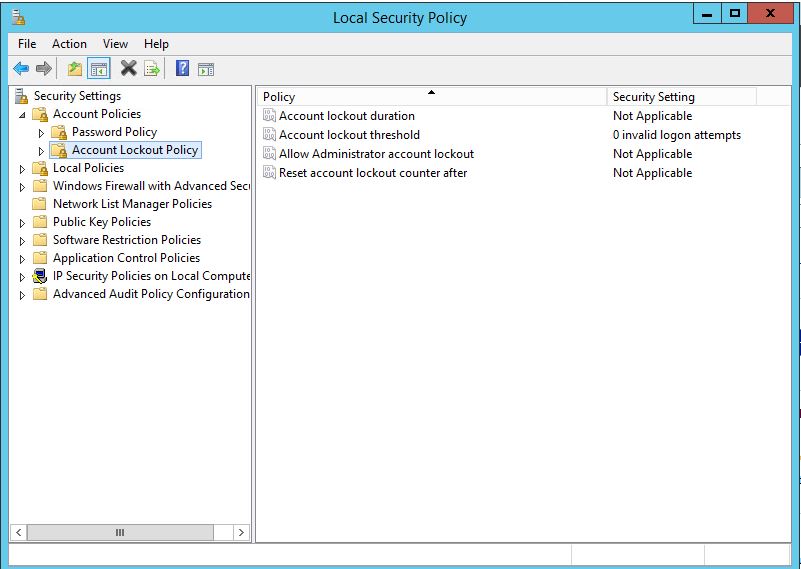 Local Security Policy
File Action View Help
Security Settings
Account Policies
Password Policy
Account Lockout Policy
Local Policies
Windows Firewall with Advanced Secu
Network List Manager Policies
Public Key Policies
Software Restriction Policies
Application Control Policies
IP Security Policies on Local Compute
Advanced Audit Policy Configuration
Policy Security Setting
Account lockout duration Not Applicable
Account lockout threshold 0 invalid logon attempts
Allow Administrator account lockout Not Applicable
Reset account lockout counter after Not Applicable